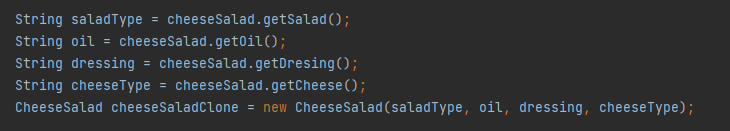 String saladType = cheeseSalad.getSalad();
String oil = cheeseSalad.getOil();
String dressing = cheeseSalad.getDresing();
String cheeseType = cheeseSalad.getCheese();
CheeseSalad cheeseSaladClone = new CheeseSalad(saladType, oil, dressing, cheeseType);